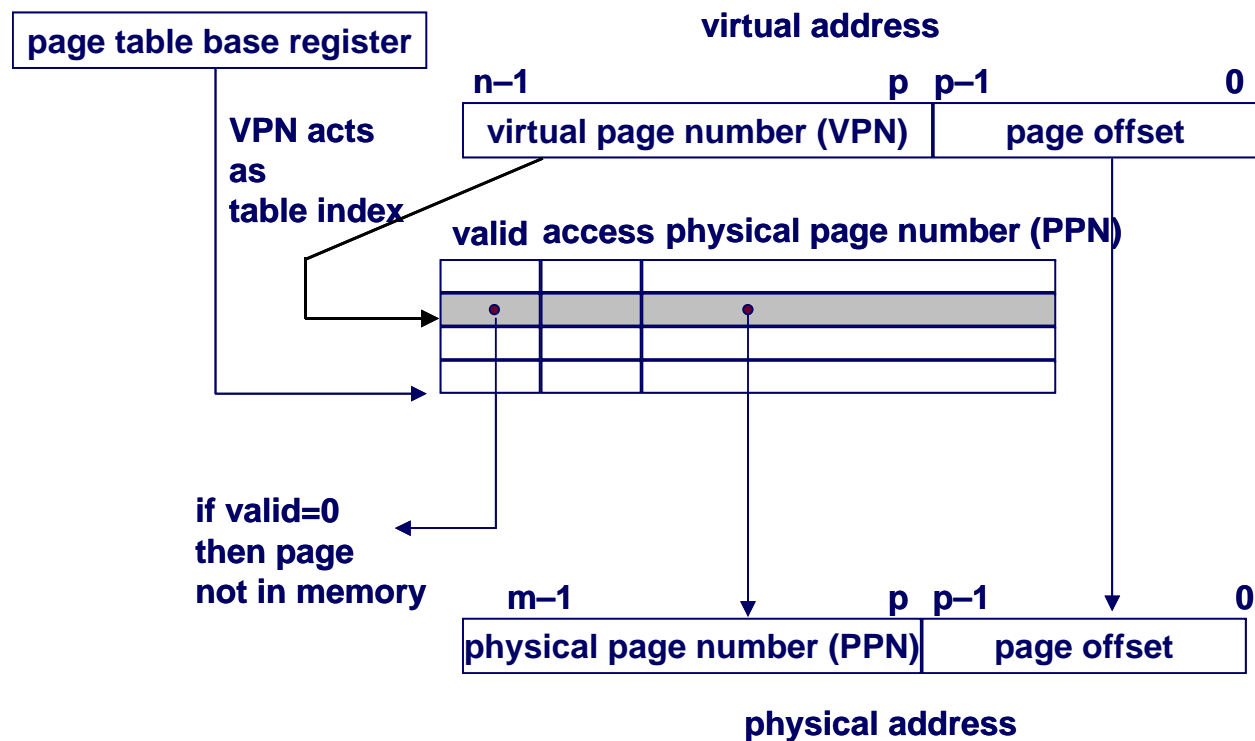 page table base register
virtual address
n–1 p p–1 0
virtual page number (VPN) page offset
VPN acts
as
table index
valid access physical page number (PPN)
if valid=0
then page
not in memory
m–1 p p–1 0
physical page number (PPN) page offset
physical address